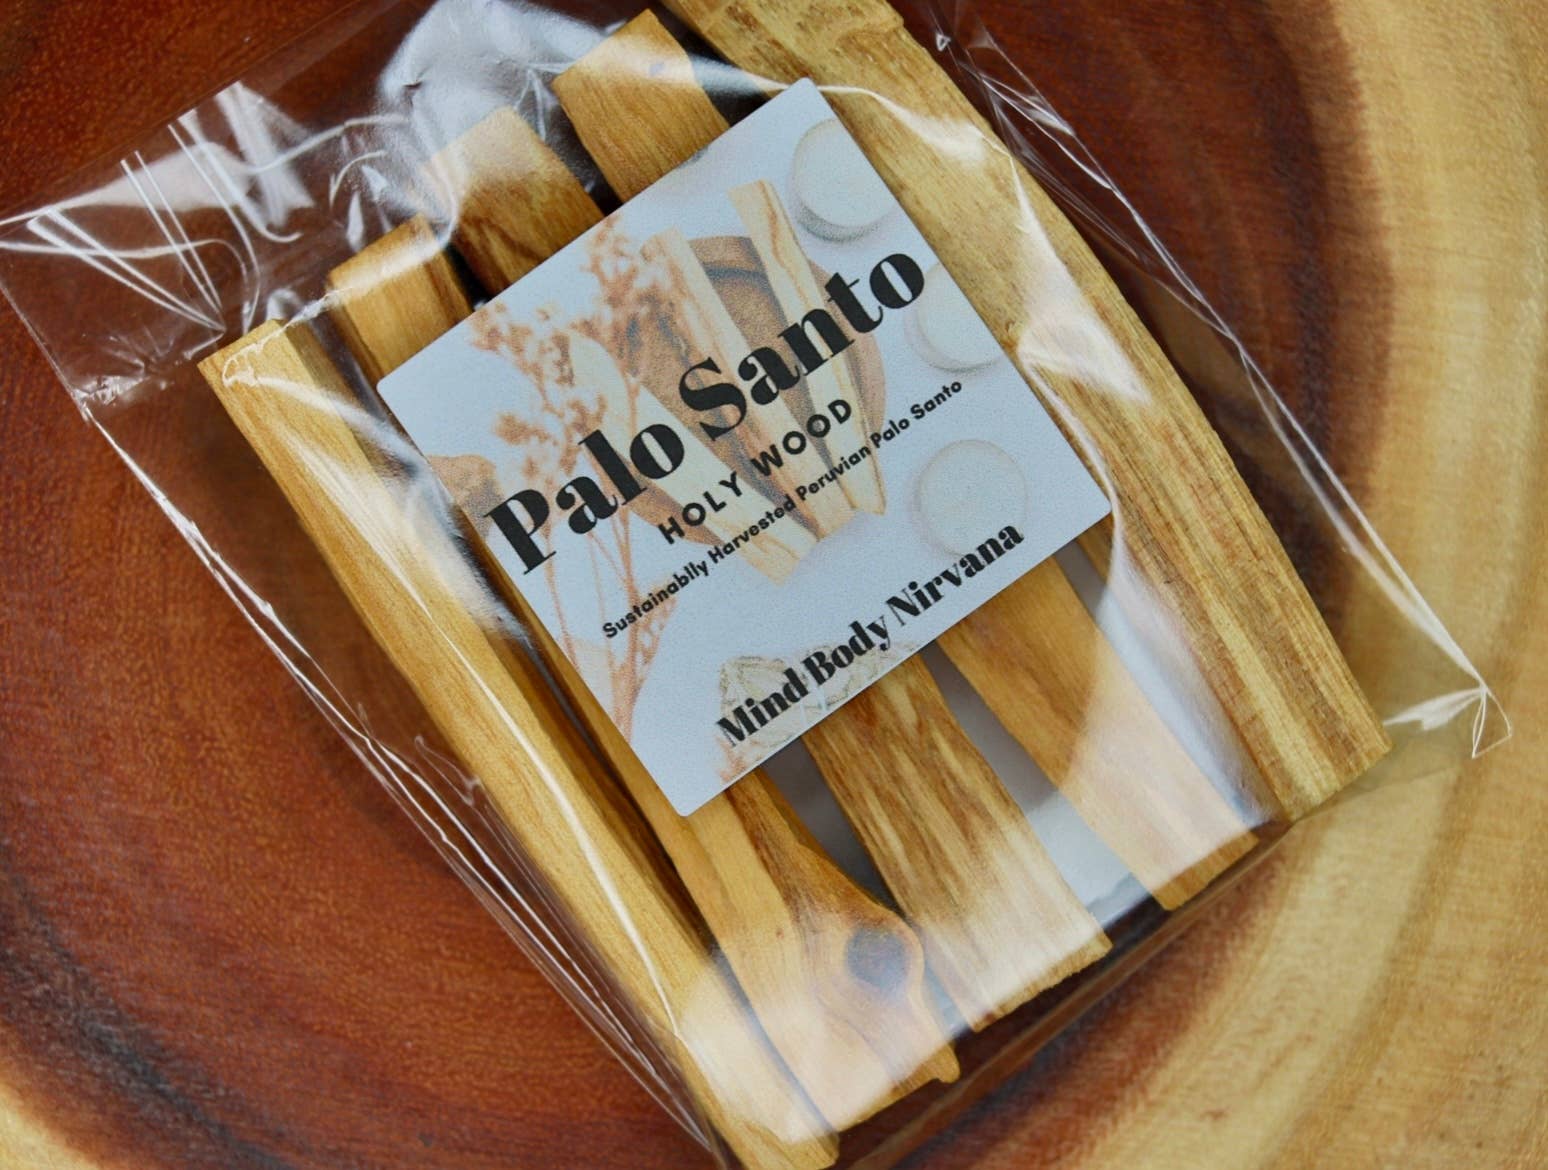 Palo Santo
HOLY WOOD
Sustainablly Harvested Peruvian Palo Santo
Mind Body Nirvana